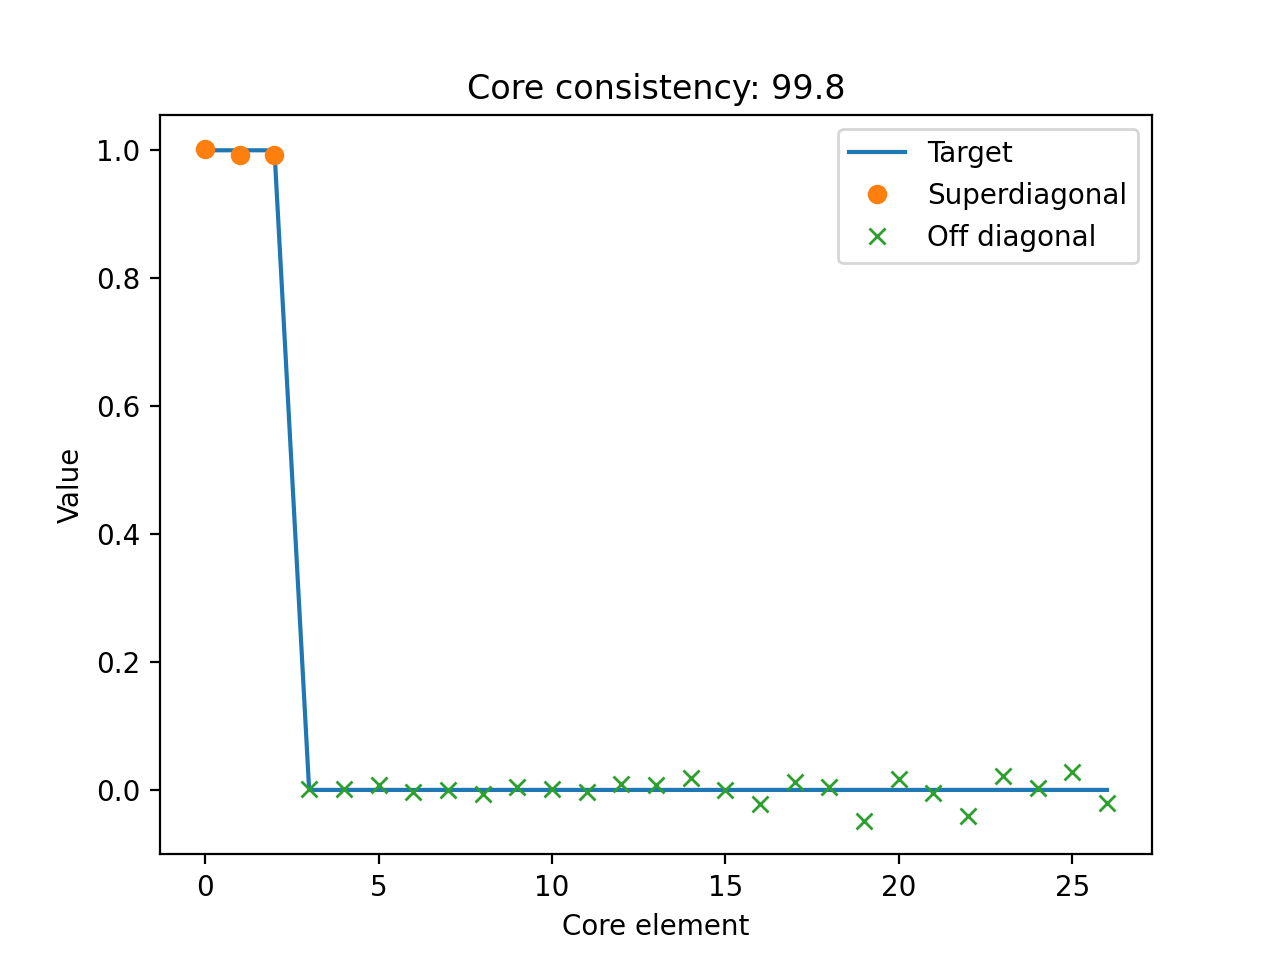 Core consistency: 99.8
1.0
0.8
0.6
0.4
0.2
0.0
Value
Target
Superdiagonal
Off diagonal
0 5 10 15 20 25
Core element